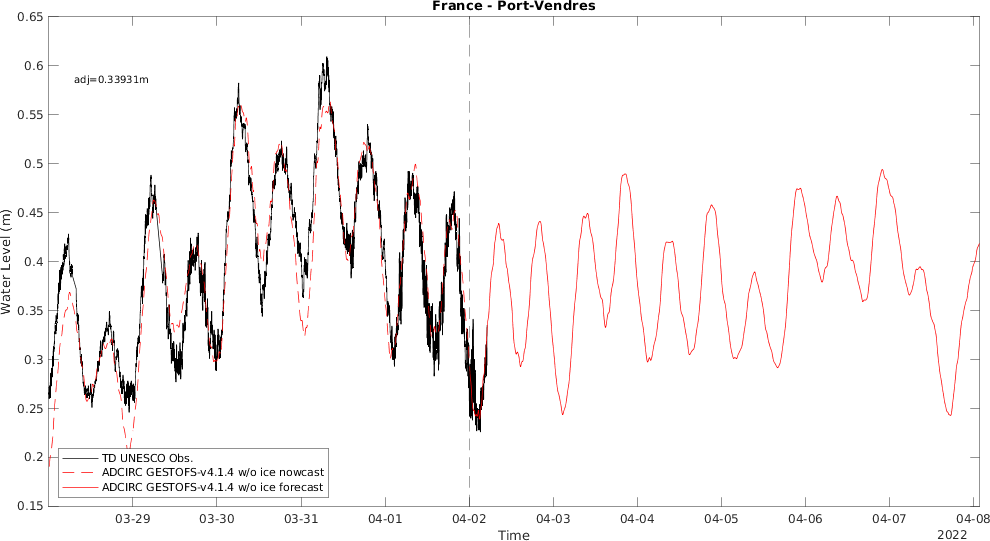 France - Port-Vendres
0.65
0.6
0.55
0.5
0.45
0.4
0.35
0.3
0.25
0.2
0.15
Water Level (m)
adj=0.33931m
TD UNESCO Obs.
ADCIRC GESTOFS-v4.1.4 w/o ice nowcast
ADCIRC GESTOFS-v4.1.4 w/o ice forecast
03-29 03-30 03-31 04-01 04-02 04-03 04-04 04-05 04-06 04-07 04-08
Time
2022